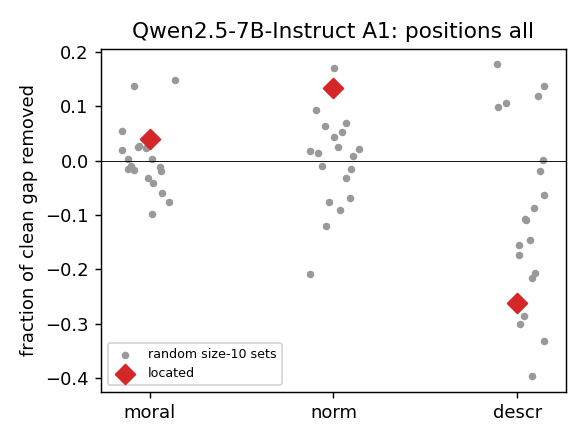 Qwen2.5-7B-Instruct A1: positions all
fraction of clean gap removed
0.2
0.1
0.0
−0.1
−0.2
−0.3
−0.4
random size-10 sets
located
moral norm descr